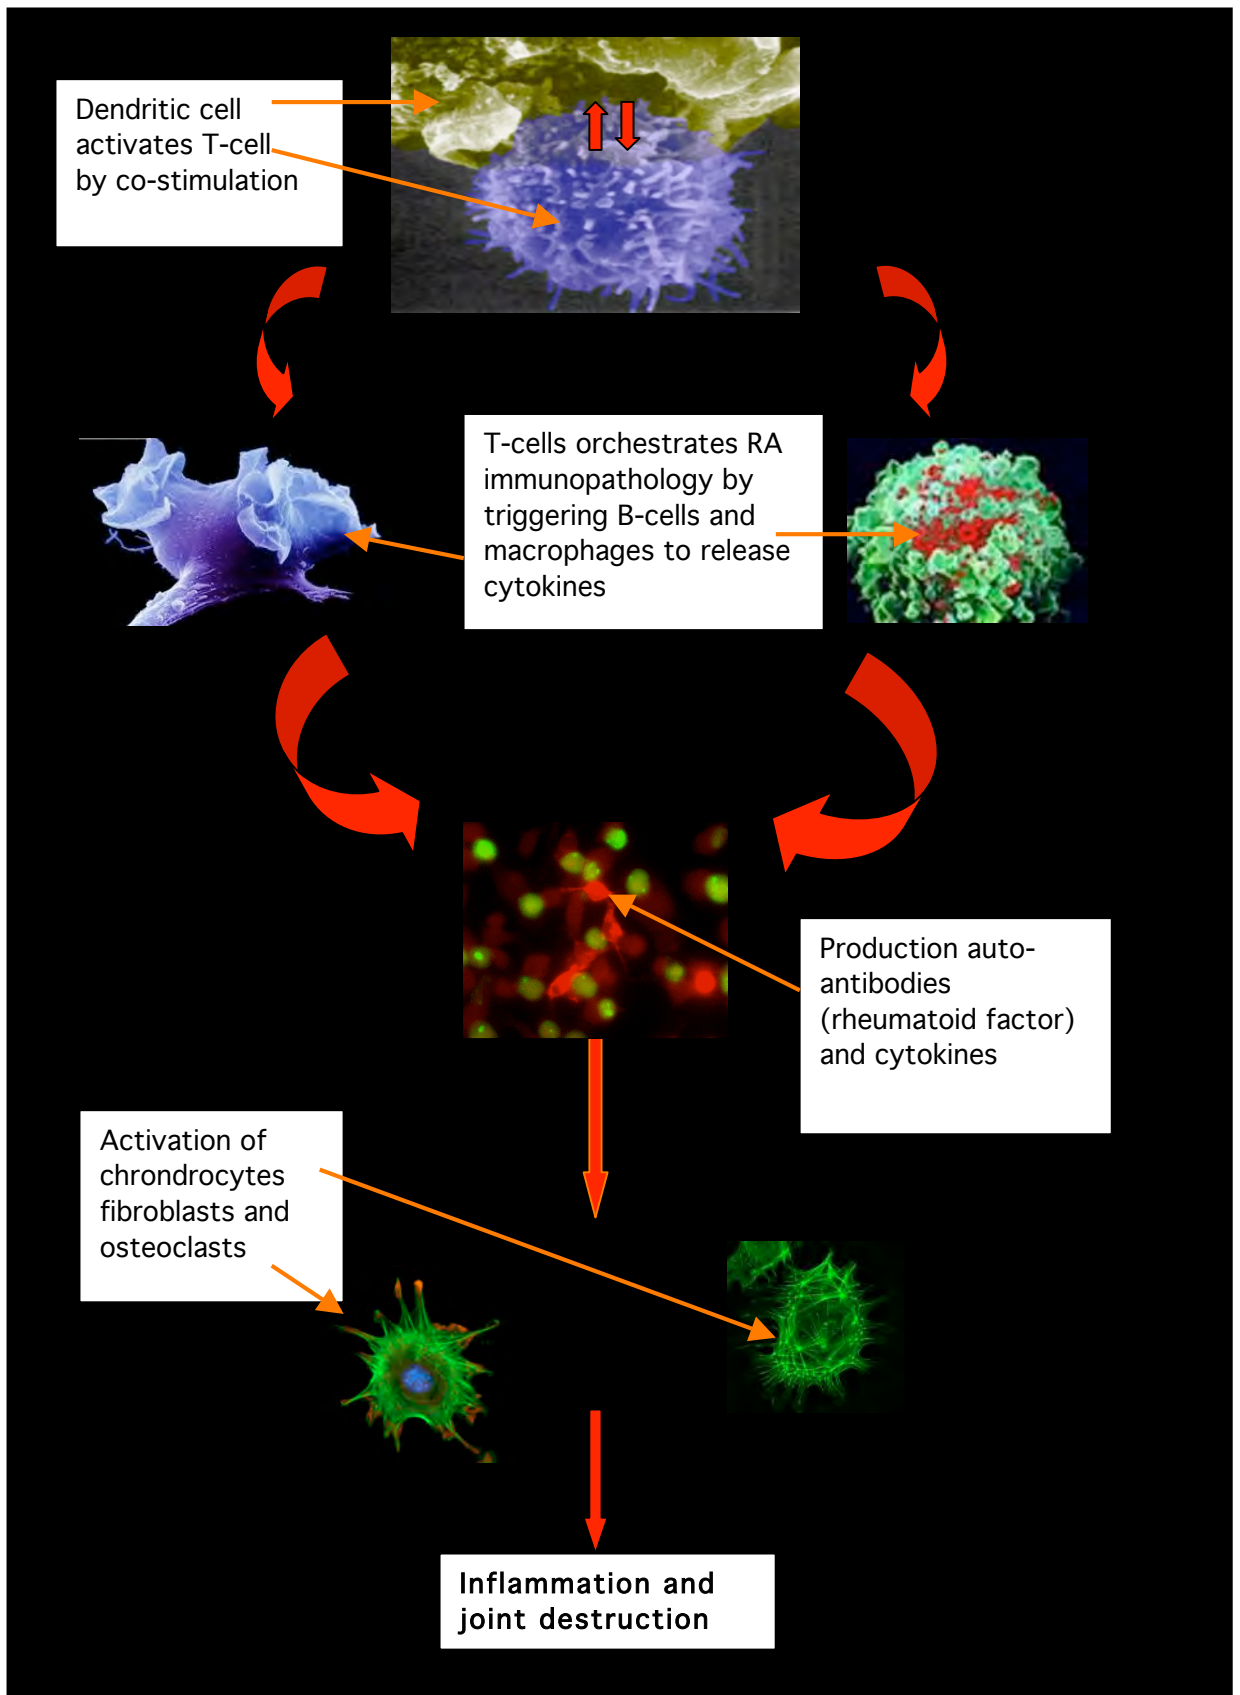 Dendritic cell
activates T-cell
by co-stimulation
T-cells orchestrates RA
immunopathology by
triggering B-cells and
macrophages to release
cytokines
Production auto-
antibodies
(rheumatoid factor)
and cytokines
Activation of
chrondrocytes
fibroblasts and
osteoclasts
Inflammation and
joint destruction